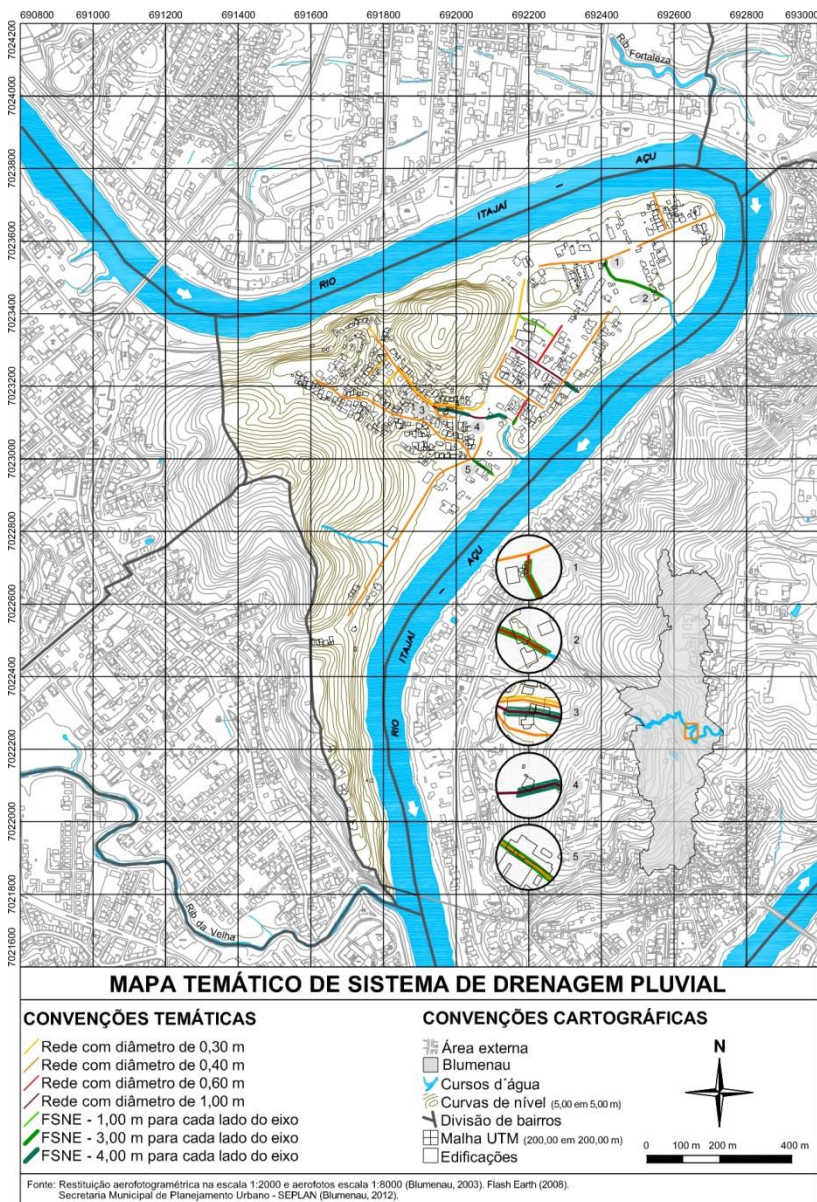 690800 691000 691200 691400 691600 691800 692000 692200 692400 692600 692800 693000
7024200
7024000
7023800
7023600
7023400
7023200
7023000
7022800
7022600
7022400
7022200
7022000
7021800
7021600
Rib. Fortaleza
RIO ITAJAÍ - AÇU
1
2
3
4
5
RIO ITAJAÍ - AÇU
1
2
3
4
5
Rib. da Velha
MAPA TEMÁTICO DE SISTEMA DE DRENAGEM PLUVIAL
CONVENÇÕES TEMÁTICAS
Rede com diâmetro de 0,30 m
Rede com diâmetro de 0,40 m
Rede com diâmetro de 0,60 m
Rede com diâmetro de 1,00 m
FSNE - 1,00 m para cada lado do eixo
FSNE - 3,00 m para cada lado do eixo
FSNE - 4,00 m para cada lado do eixo
CONVENÇÕES CARTOGRÁFICAS
Área externa
Blumenau
Cursos d´água
Curvas de nível (5,00 em 5,00 m)
Divisão de bairros
Malha UTM (200,00 em 200,00 m)
Edificações
N
0 100 m 200 m 400 m
Fonte: Restituição aerofotogramétrica na escala 1:2000 e aerofotos escala 1:8000 (Blumenau, 2003). Flash Earth (2008).
Secretaria Municipal de Planejamento Urbano - SEPLAN (Blumenau, 2012).